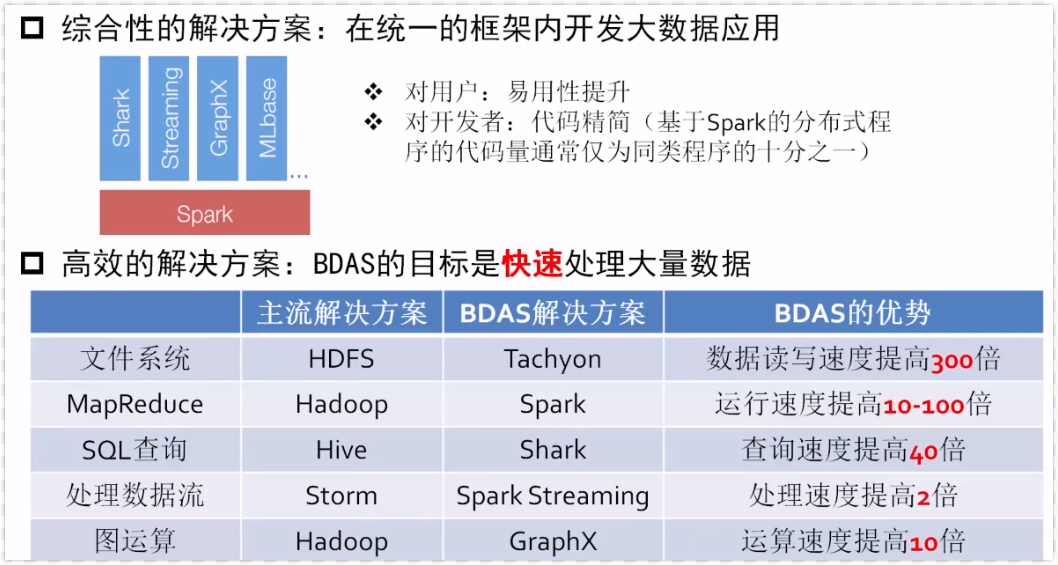 综合性的解决方案：在统一的框架内开发大数据应用
Shark
Streaming
GraphX
MLbase
...
Spark
对用户：易用性提升
对开发者：代码精简（基于Spark的分布式程
序的代码量通常仅为同类程序的十分之一）
高效的解决方案：BDAS的目标是快速处理大量数据
主流解决方案 BDAS解决方案 BDAS的优势
文件系统 HDFS Tachyon 数据读写速度提高300倍
MapReduce Hadoop Spark 运行速度提高10-100倍
SQL查询 Hive Shark 查询速度提高40倍
处理数据流 Storm Spark Streaming 处理速度提高2倍
图运算 Hadoop GraphX 运算速度提高10倍